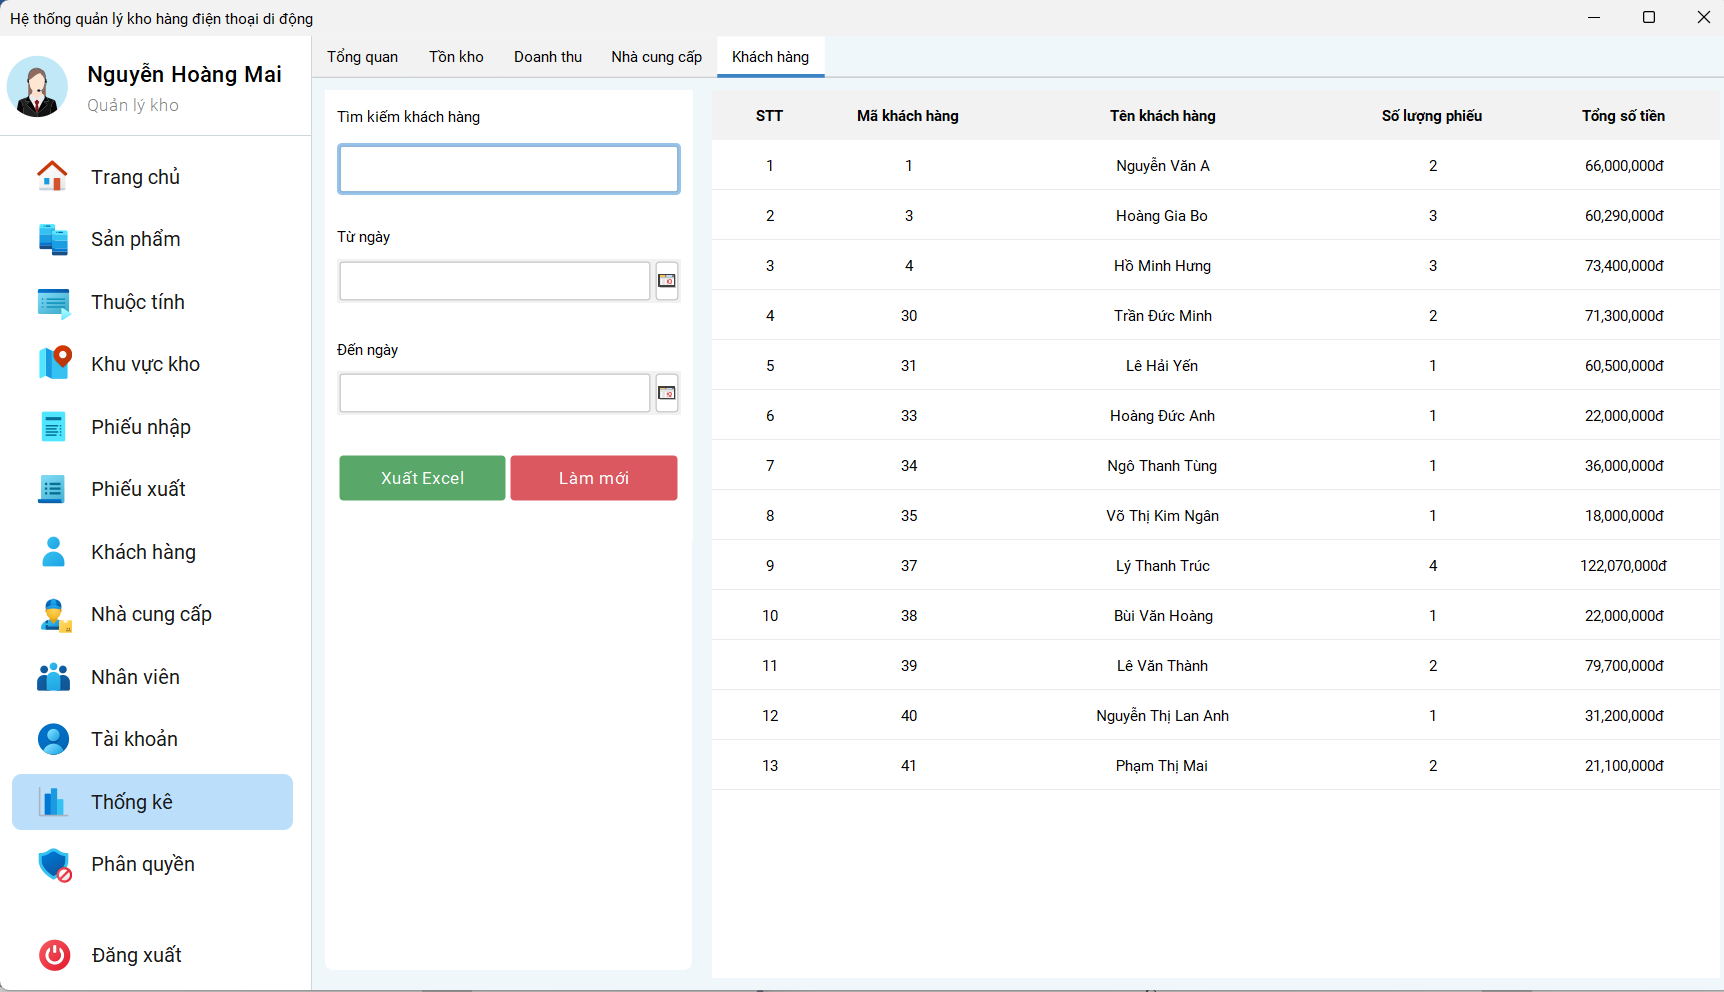 Hệ thống quản lý kho hàng điện thoại di động
Nguyễn Hoàng Mai
Quản lý kho
Trang chủ
Sản phẩm
Thuộc tính
Khu vực kho
Phiếu nhập
Phiếu xuất
Khách hàng
Nhà cung cấp
Nhân viên
Tài khoản
Thống kê
Phân quyền
Đăng xuất
Tổng quan Tồn kho Doanh thu Nhà cung cấp Khách hàng
Tìm kiếm khách hàng
Từ ngày
Đến ngày
Xuất Excel Làm mới
STT Mã khách hàng Tên khách hàng Số lượng phiếu Tổng số tiền
1 1 Nguyễn Văn A 2 66,000,000đ
2 3 Hoàng Gia Bo 3 60,290,000đ
3 4 Hồ Minh Hưng 3 73,400,000đ
4 30 Trần Đức Minh 2 71,300,000đ
5 31 Lê Hải Yến 1 60,500,000đ
6 33 Hoàng Đức Anh 1 22,000,000đ
7 34 Ngô Thanh Tùng 1 36,000,000đ
8 35 Võ Thị Kim Ngân 1 18,000,000đ
9 37 Lý Thanh Trúc 4 122,070,000đ
10 38 Bùi Văn Hoàng 1 22,000,000đ
11 39 Lê Văn Thành 2 79,700,000đ
12 40 Nguyễn Thị Lan Anh 1 31,200,000đ
13 41 Phạm Thị Mai 2 21,100,000đ